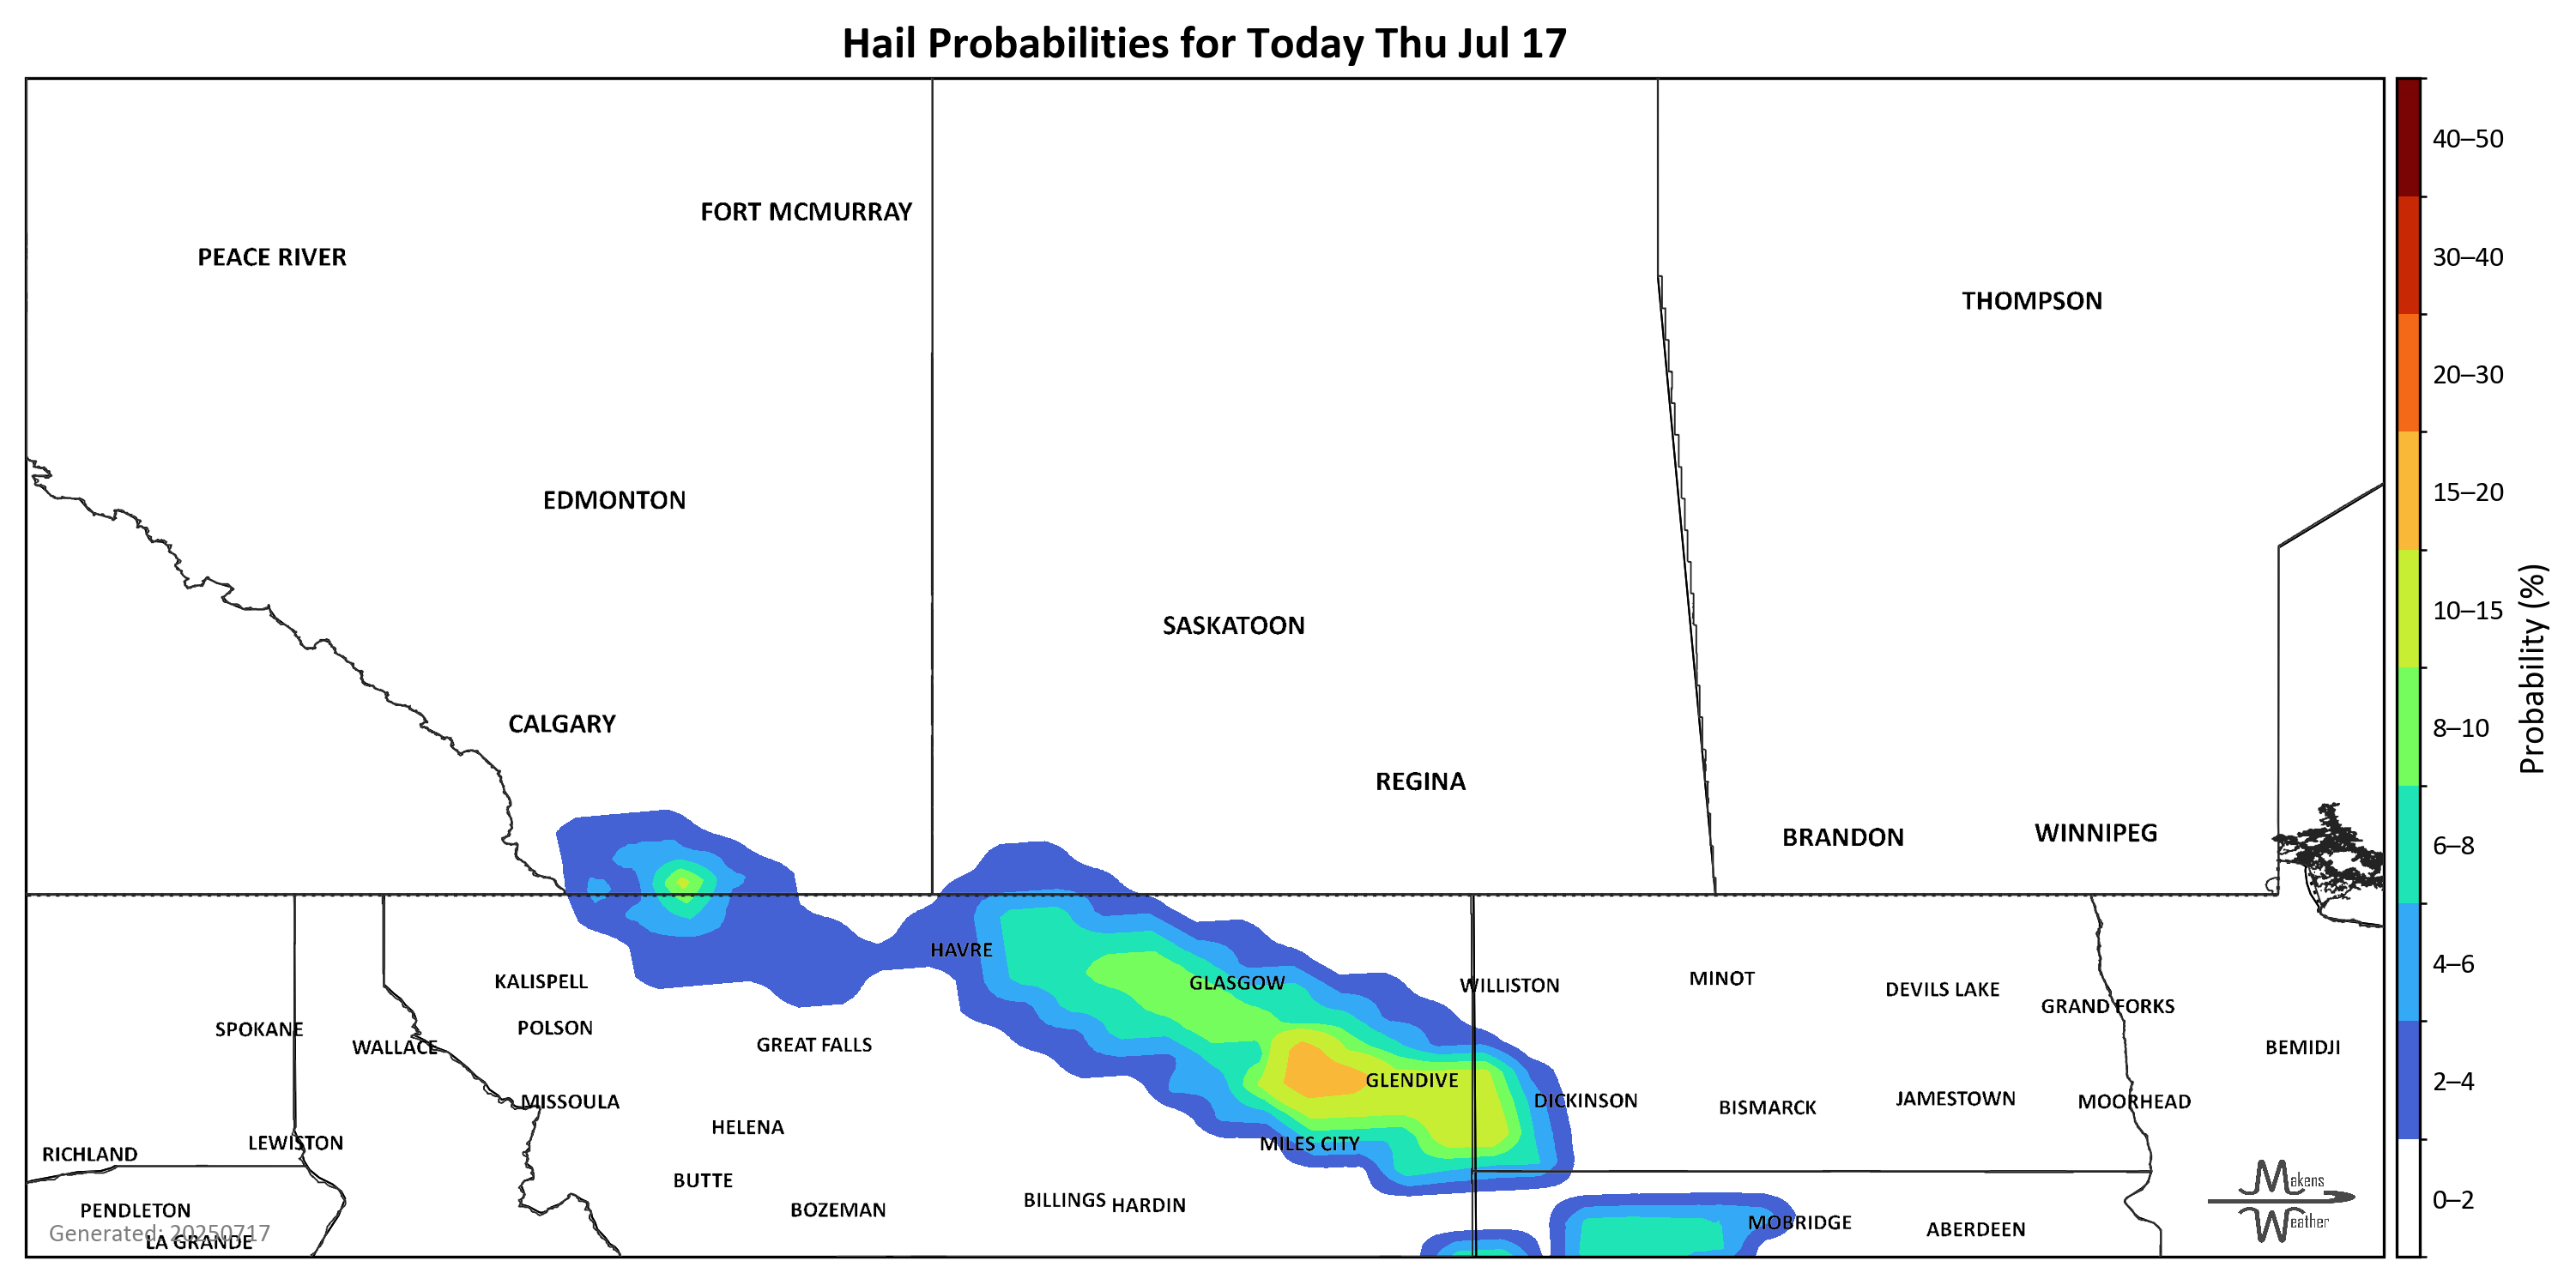 Hail Probabilities for Today Thu Jul 17
40–50
FORT MCMURRAY
PEACE RIVER
30–40
THOMPSON
20–30
15–20
EDMONTON
10–15
SASKATOON
Probability (%)
CALGARY
8–10
REGINA
WINNIPEG
BRANDON
6–8
HAVRE
4–6
MINOT
KALISPELL
GLASGOW
WILLISTON
DEVILS LAKE
GRAND FORKS
POLSON
SPOKANE
GREAT FALLS
WALLACE
BEMIDJI
GLENDIVE
2–4
JAMESTOWN
MISSOULA
DICKINSON
MOORHEAD
BISMARCK
HELENA
LEWISTON
MILES CITY
RICHLAND
BUTTE
Makens
BILLINGS
0–2
HARDIN
PENDLETON
BOZEMAN
Weather
MOBRIDGE
ABERDEEN
Generated: 20250717
LA GRANDE